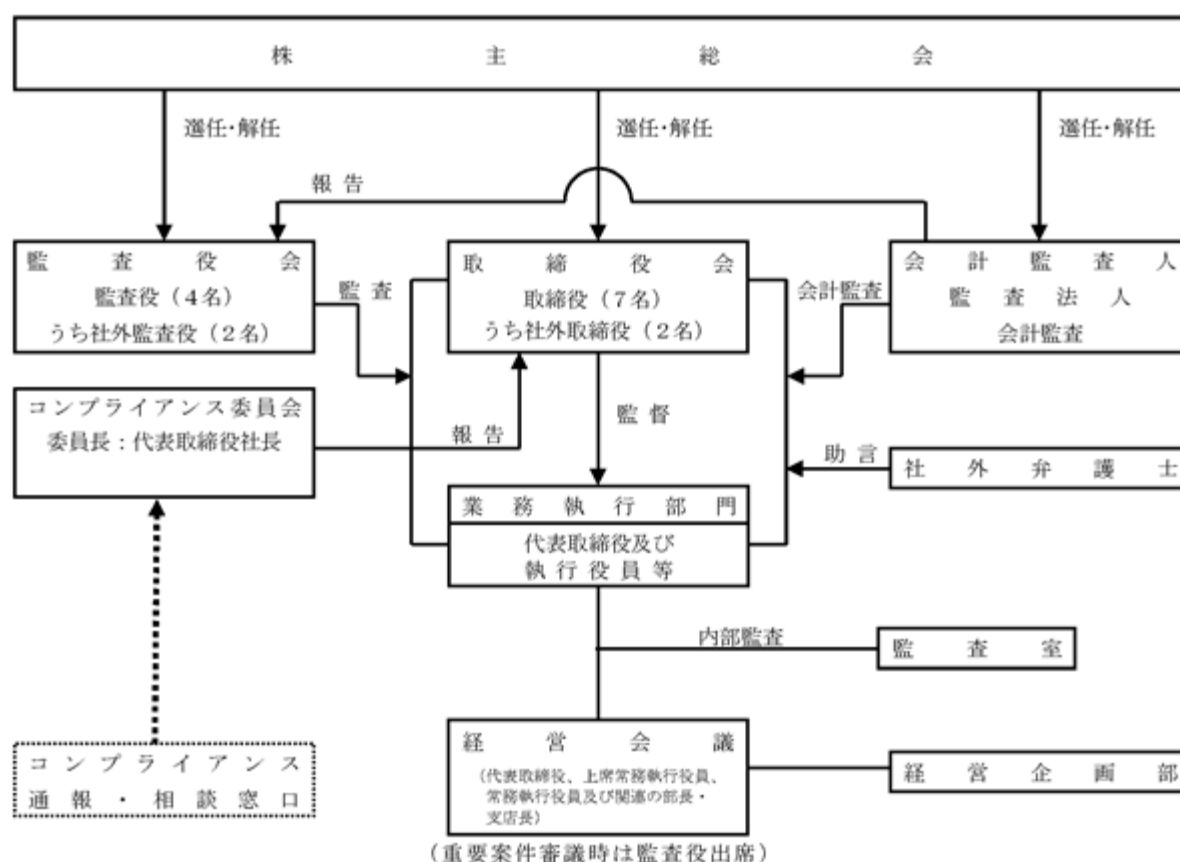 株主総会
選任・解任
選任・解任
選任・解任
報告
監査役会
監査役（４名）
うち社外監査役（２名）
監査
取締役会
取締役（７名）
うち社外取締役（２名）
会計監査
会計監査人
監査法人
会計監査
コンプライアンス委員会
委員長：代表取締役社長
報告
監督
助言
社外弁護士
業務執行部門
代表取締役及び
執行役員等
内部監査
監査室
経営会議
（代表取締役、上席常務執行役員、
常務執行役員及び関連の部長・
支店長）
経営企画部
コンプライアンス
通報・相談窓口
（重要案件審議時は監査役出席）